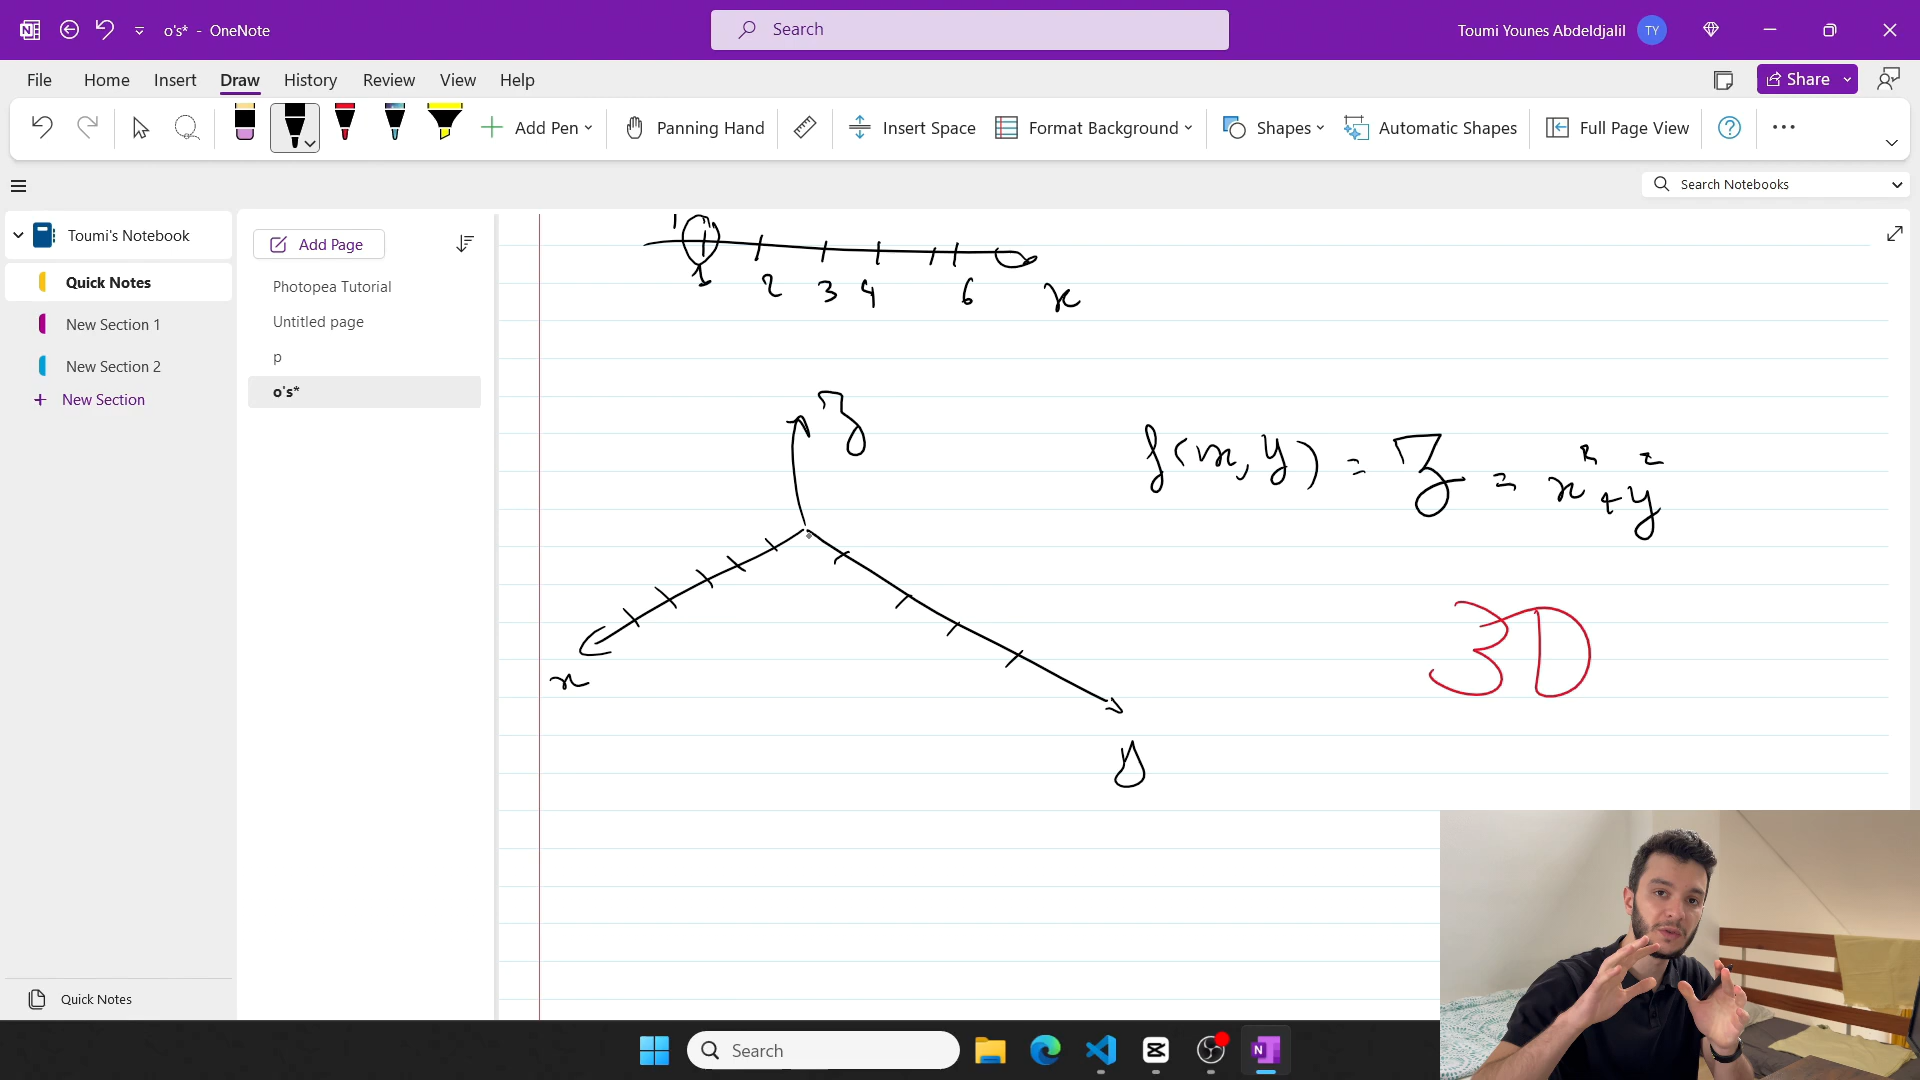 o's* - OneNote
Search
Toumi Younes Abdeldjalil
TY
File Home Insert Draw History Review View Help
Share
Add Pen
Panning Hand
Insert Space
Format Background
Shapes
Automatic Shapes
Full Page View
Search Notebooks
Toumi's Notebook
Quick Notes
New Section 1
New Section 2
New Section
Add Page
Photopea Tutorial
Untitled page
p
o's*
1 2 3 4 6 x
z
f(x, y) = z = x² + y²
3D
x
y
Quick Notes
Search